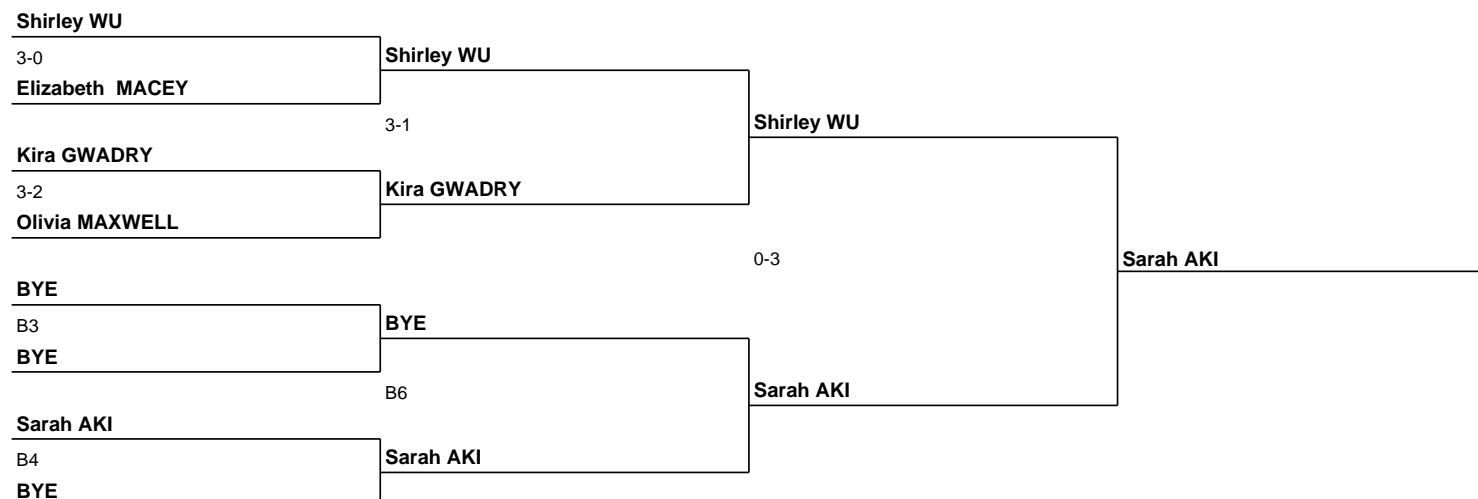 Shirley WU
3-0
Elizabeth  MACEY
Kira GWADRY
3-2
Olivia MAXWELL
BYE
B3
BYE
Sarah AKI
B4
BYE
Shirley WU
3-1
Kira GWADRY
BYE
B6
Sarah AKI
Shirley WU
0-3
Sarah AKI
Sarah AKI